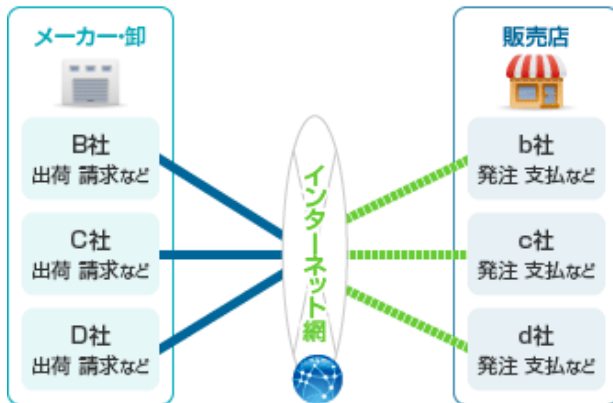 メーカー・卸
B社
出荷 請求など
C社
出荷 請求など
D社
出荷 請求など
インターネット網
販売店
b社
発注 支払など
c社
発注 支払など
d社
発注 支払など